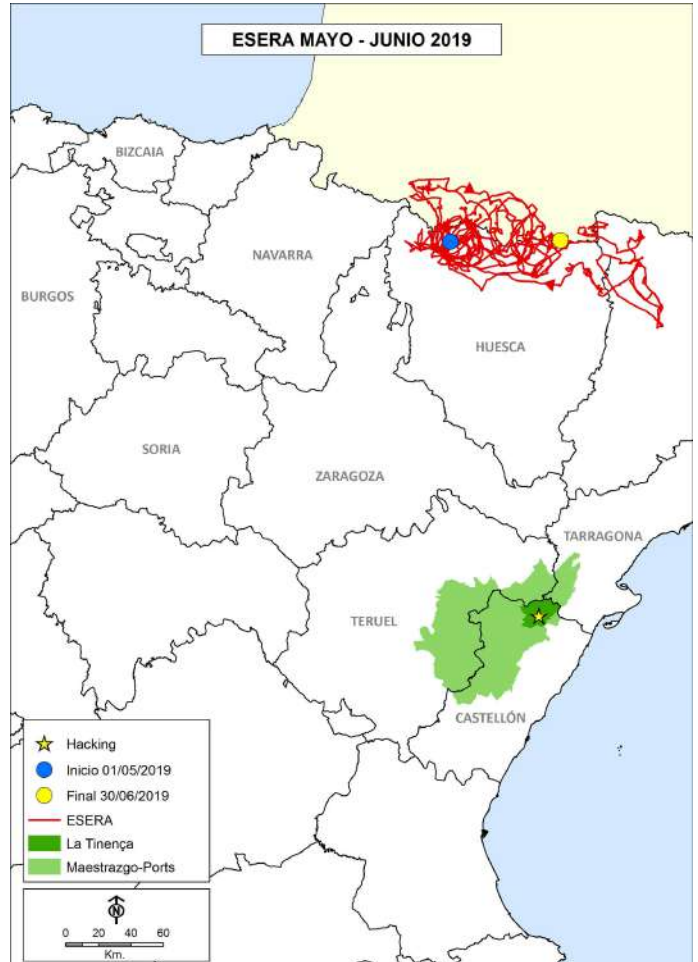 ESERA MAYO - JUNIO 2019
BIZCAIA
NAVARRA
BURGOS
HUESCA
SORIA
ZARAGOZA
TARRAGONA
TERUEL
CASTELLÓN
Hacking
Inicio 01/05/2019
Final 30/06/2019
ESERA
La Tinença
Maestrazgo-Ports
N
0 10 20 40 60
Km.